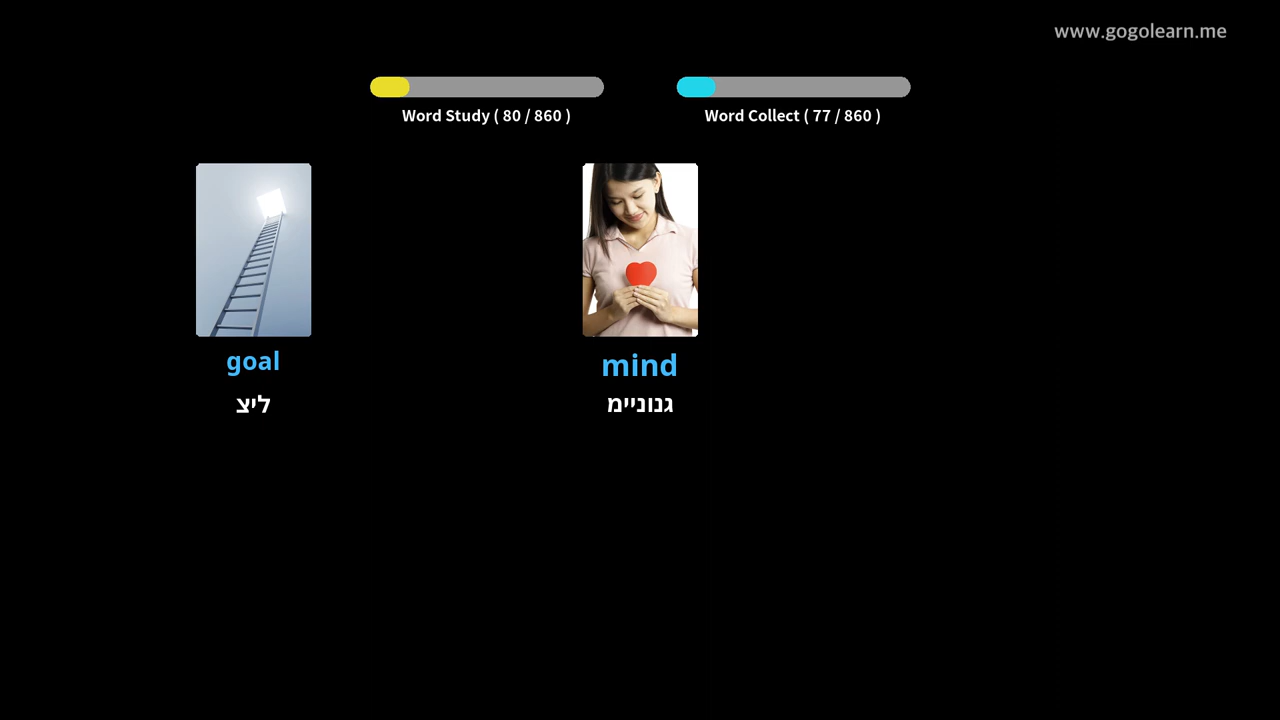 www.gogolearn.me
Word Study ( 80 / 860 )
Word Collect ( 77 / 860 )
goal
ליצ
mind
גנוניימ